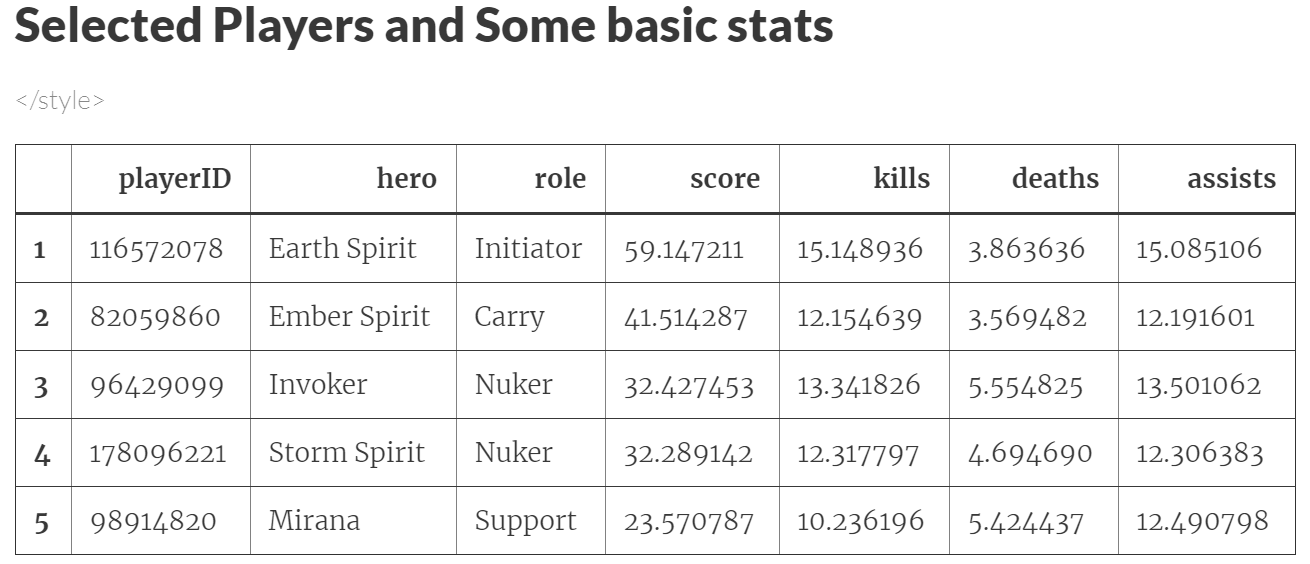 Selected Players and Some basic stats
</style>
playerID hero role score kills deaths assists
1 116572078 Earth Spirit Initiator 59.147211 15.148936 3.863636 15.085106
2 82059860 Ember Spirit Carry 41.514287 12.154639 3.569482 12.191601
3 96429099 Invoker Nuker 32.427453 13.341826 5.554825 13.501062
4 178096221 Storm Spirit Nuker 32.289142 12.317797 4.694690 12.306383
5 98914820 Mirana Support 23.570787 10.236196 5.424437 12.490798